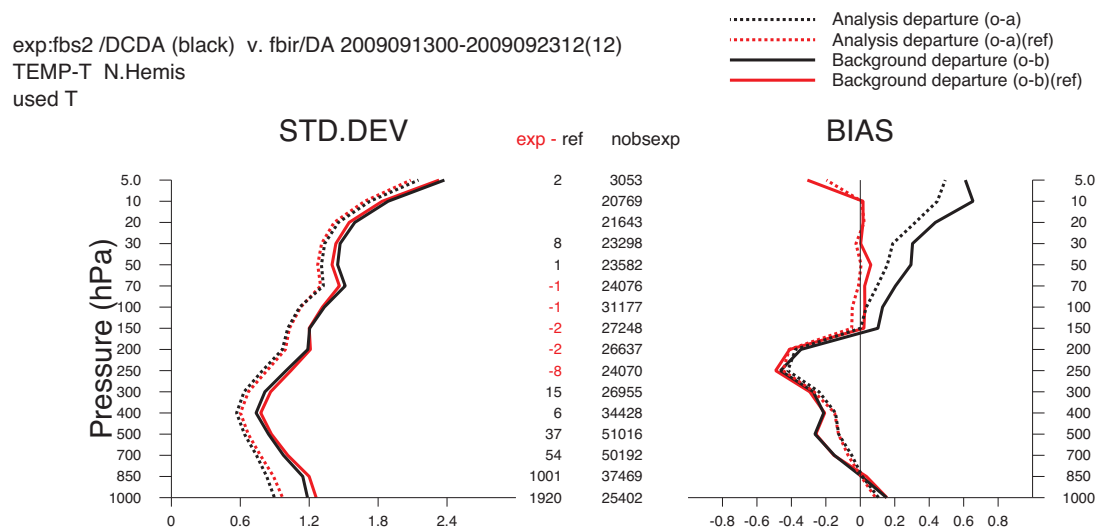 exp:fbs2 /DCDA (black) v. fbir/DA 2009091300-2009092312(12)
TEMP-T N.Hemis
used T
Analysis departure (o-a)
Analysis departure (o-a)(ref)
Background departure (o-b)
Background departure (o-b)(ref)
STD.DEV exp - ref nobsexp BIAS
Pressure (hPa)
5.0 2 3053 5.0
10 20769 10
20 21643 20
30 8 23298 30
50 1 23582 50
70 -1 24076 70
100 -1 31177 100
150 -2 27248 150
200 -2 26637 200
250 -8 24070 250
300 15 26955 300
400 6 34428 400
500 37 51016 500
700 54 50192 700
850 1001 37469 850
1000 1920 25402 1000
0 0.6 1.2 1.8 2.4 -0.8 -0.6 -0.4 -0.2 0 0.2 0.4 0.6 0.8